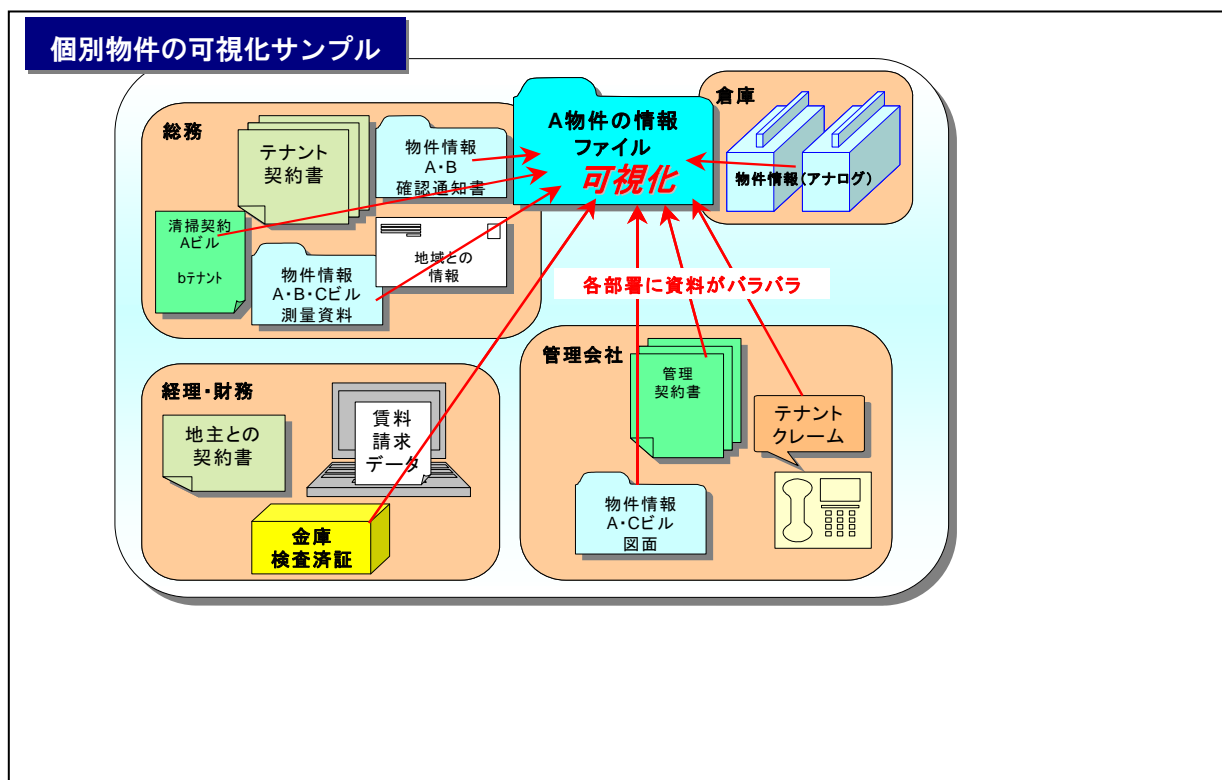 個別物件の可視化サンプル
総務
テナント
契約書
物件情報
A・B
確認通知書
清掃契約
Aビル
bテナント
物件情報
A・B・Cビル
測量資料
地域との
情報
A物件の情報
ファイル
可視化
倉庫
物件情報(アナログ)
各部署に資料がバラバラ
経理・財務
地主との
契約書
賃料
請求
データ
金庫
検査済証
管理会社
管理
契約書
テナント
クレーム
物件情報
A・Cビル
図面